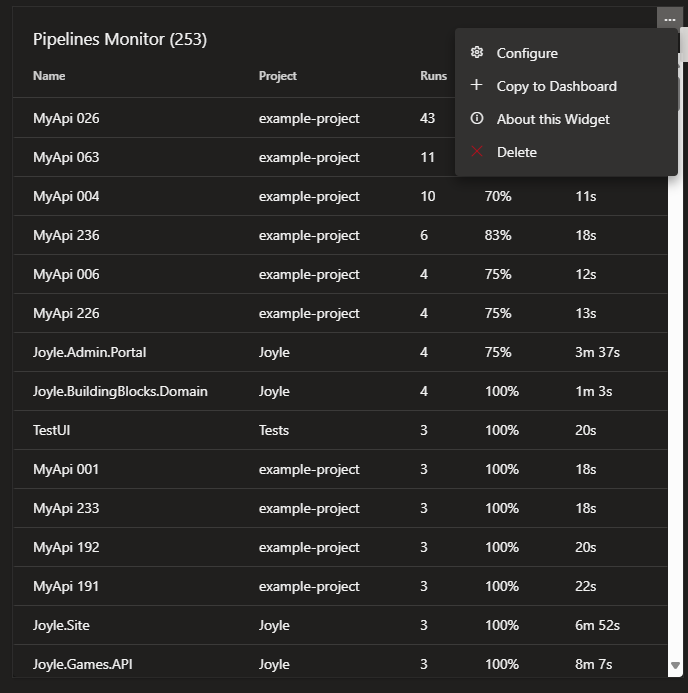 ...
Pipelines Monitor (253)
Name Project Runs
MyApi 026 example-project 43
MyApi 063 example-project 11
MyApi 004 example-project 10 70% 11s
MyApi 236 example-project 6 83% 18s
MyApi 006 example-project 4 75% 12s
MyApi 226 example-project 4 75% 13s
Joyle.Admin.Portal Joyle 4 75% 3m 37s
Joyle.BuildingBlocks.Domain Joyle 4 100% 1m 3s
TestUI Tests 3 100% 20s
MyApi 001 example-project 3 100% 18s
MyApi 233 example-project 3 100% 18s
MyApi 192 example-project 3 100% 20s
MyApi 191 example-project 3 100% 22s
Joyle.Site Joyle 3 100% 6m 52s
Joyle.Games.API Joyle 3 100% 8m 7s
Configure
Copy to Dashboard
About this Widget
Delete